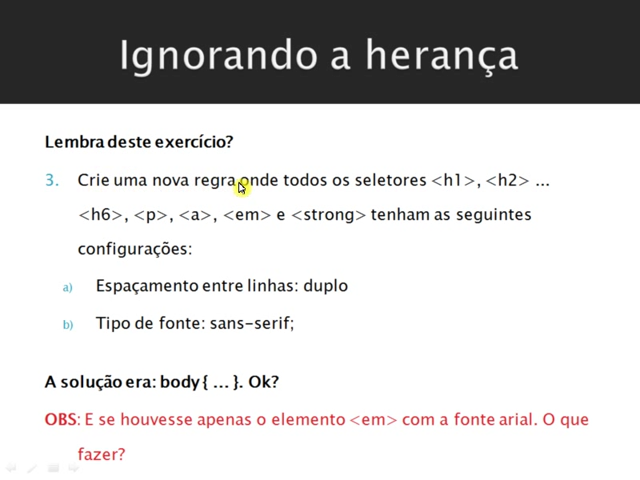 Ignorando a herança
Lembra deste exercício?
3. Crie uma nova regra onde todos os seletores <h1>, <h2> ...
<h6>, <p>, <a>, <em> e <strong> tenham as seguintes
configurações:
a) Espaçamento entre linhas: duplo
b) Tipo de fonte: sans-serif;
A solução era: body { ... }. Ok?
OBS: E se houvesse apenas o elemento <em> com a fonte arial. O que
fazer?